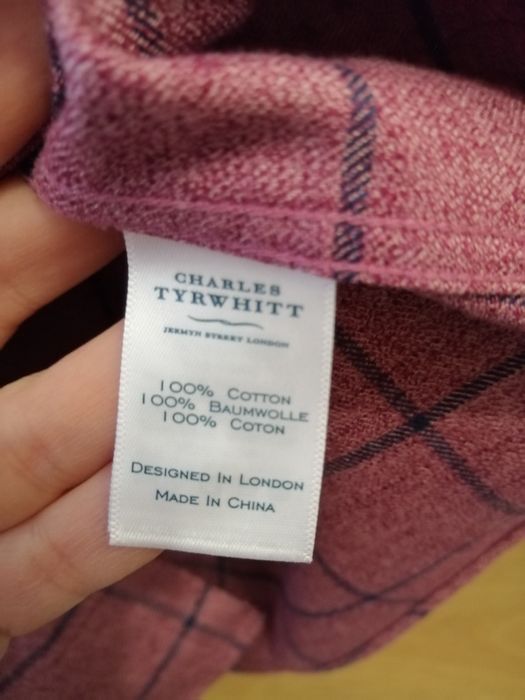 CHARLES
TYRWHITT
JERMYN STREET LONDON
100% COTTON
100% BAUMWOLLE
100% COTON
DESIGNED IN LONDON
MADE IN CHINA